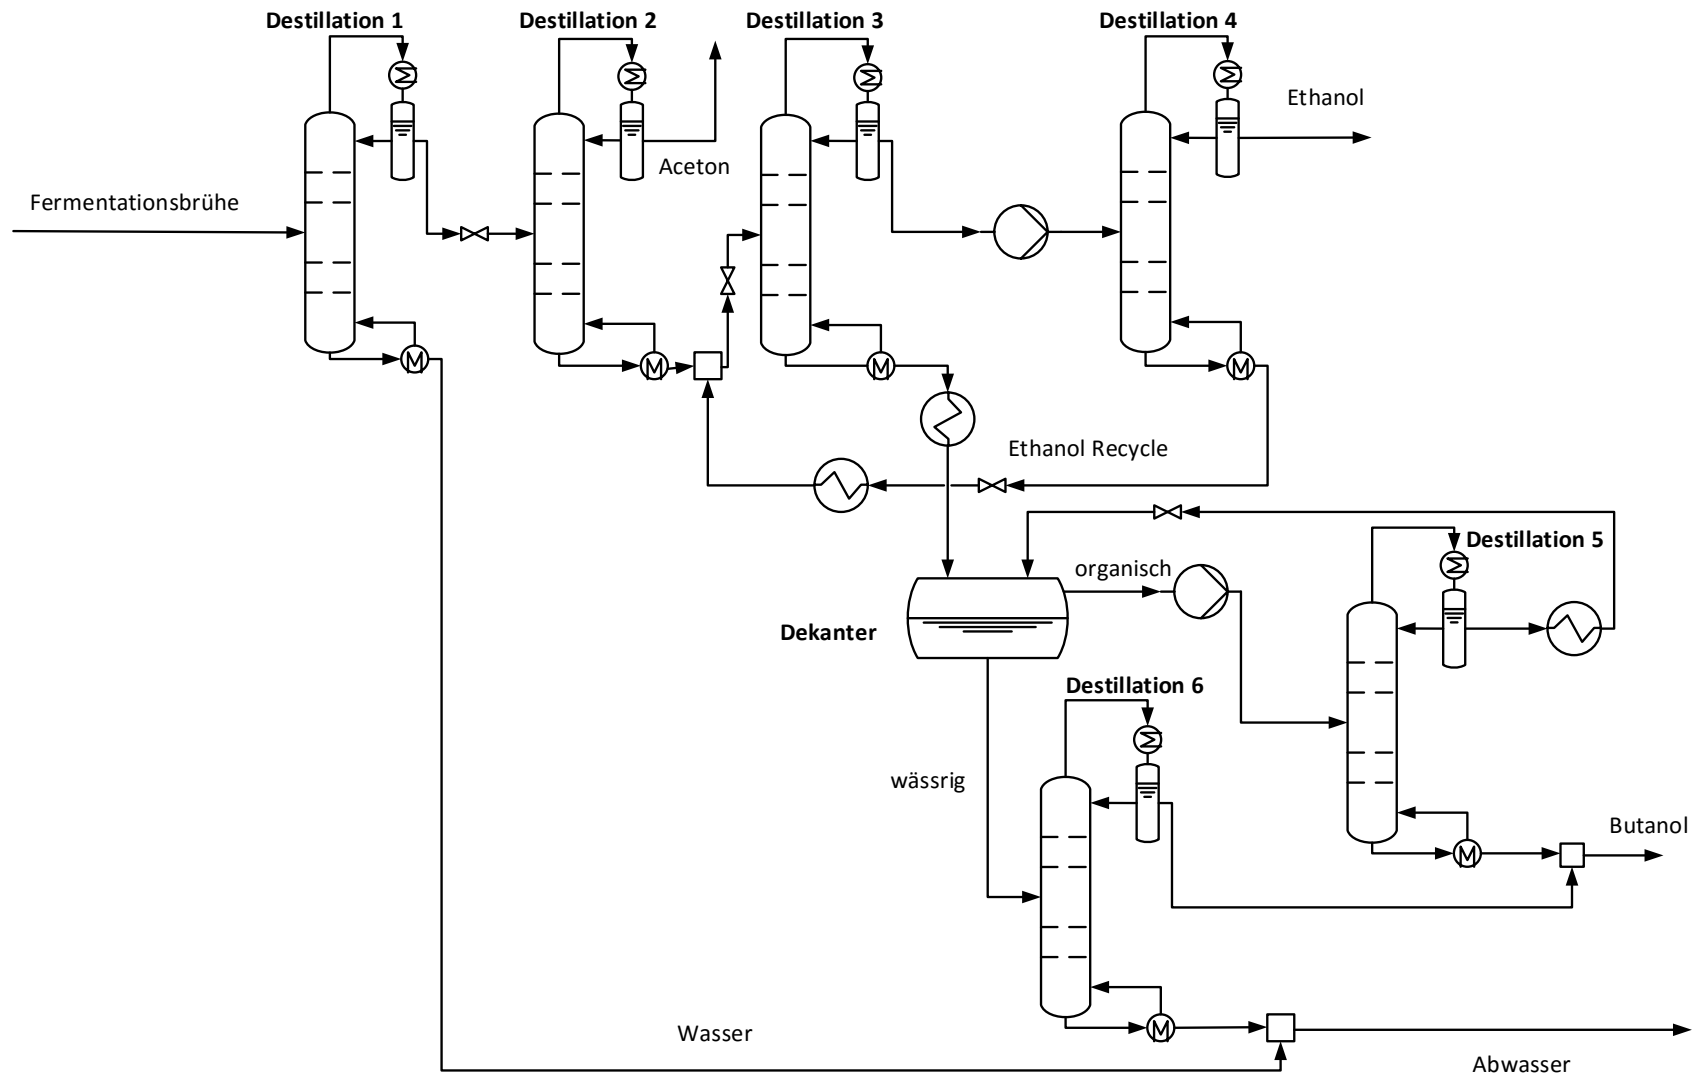 Destillation 1
Destillation 2
Destillation 3
Destillation 4
Ethanol
Aceton
Fermentationsbrühe
Ethanol Recycle
Destillation 5
organisch
Dekanter
Destillation 6
wässrig
Butanol
Wasser
Abwasser